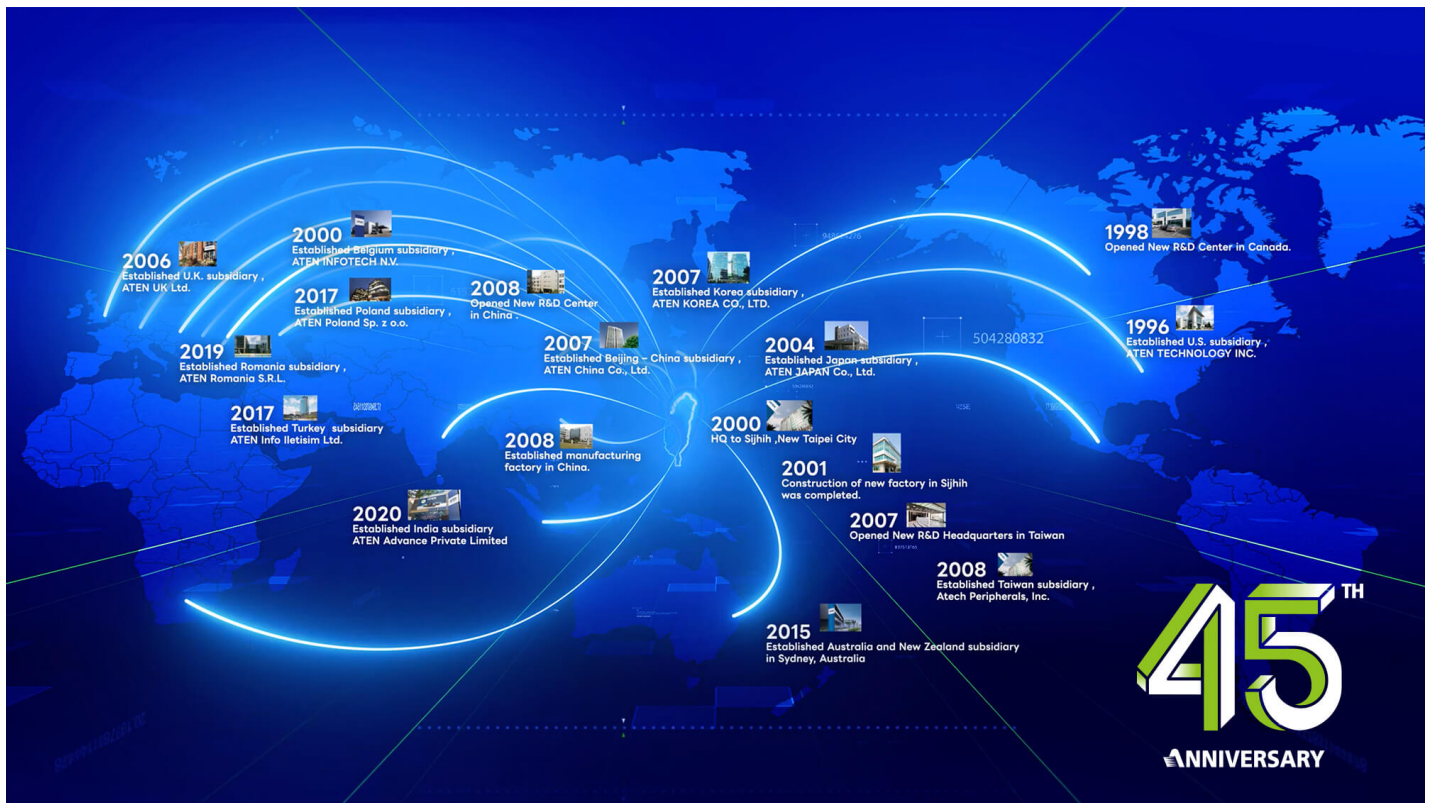 2006
Established U.K. subsidiary ,
ATEN UK Ltd.
2000
Established Belgium subsidiary ,
ATEN INFOTECH N.V.
2017
Established Poland subsidiary ,
ATEN Poland Sp. z o.o.
2019
Established Romania subsidiary ,
ATEN Romania S.R.L.
2017
Established Turkey subsidiary
ATEN Info Iletisim Ltd.
2008
Opened New R&D Center
in China .
2007
Established Beijing – China subsidiary ,
ATEN China Co., Ltd.
2008
Established manufacturing
factory in China.
2020
Established India subsidiary
ATEN Advance Private Limited
2007
Established Korea subsidiary ,
ATEN KOREA CO., LTD.
2004
Established Japan subsidiary ,
ATEN JAPAN Co., Ltd.
2000
HQ to Sijhih ,New Taipei City
2001
Construction of new factory in Sijhih
was completed.
2007
Opened New R&D Headquarters in Taiwan
2008
Established Taiwan subsidiary ,
Atech Peripherals, Inc.
2015
Established Australia and New Zealand subsidiary
in Sydney, Australia
1998
Opened New R&D Center in Canada.
1996
Established U.S. subsidiary ,
ATEN TECHNOLOGY INC.
504280832
45TH
ANNIVERSARY